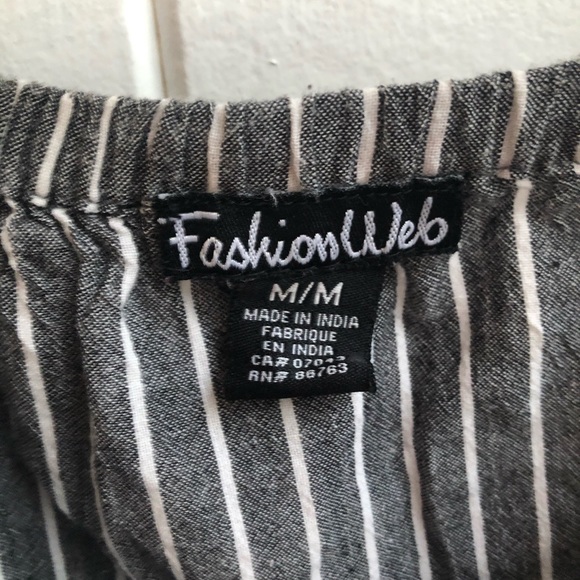 FashionWeb
M/M
MADE IN INDIA
FABRIQUE
EN INDIA
CA#
RN# 86763